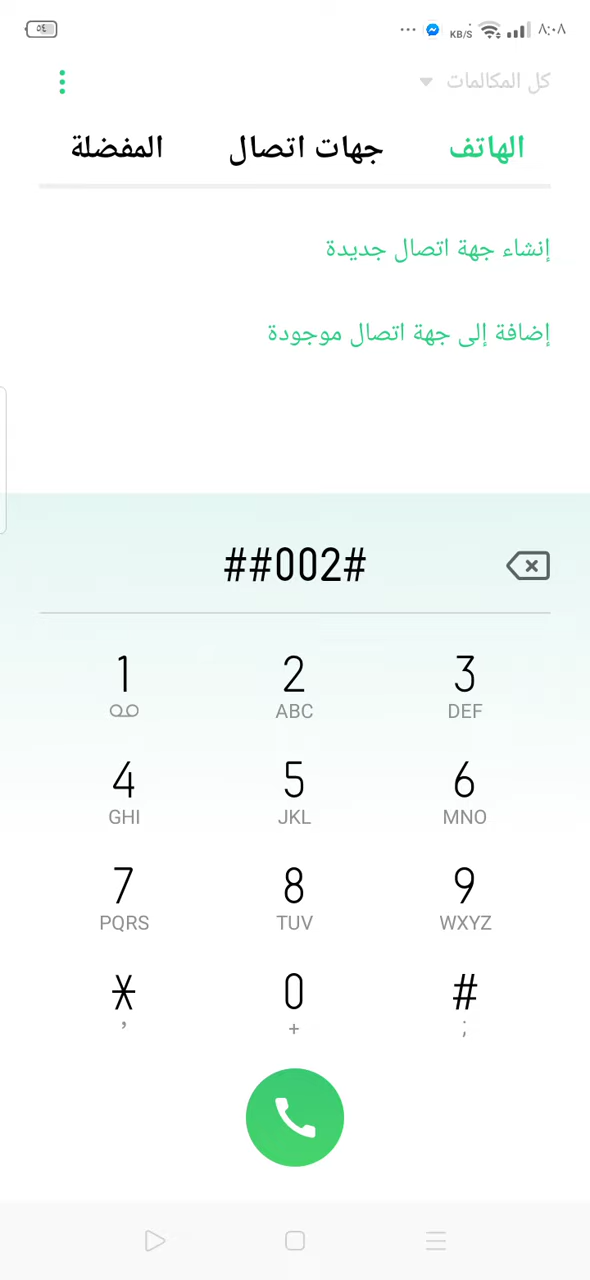 ٨:٠٨ KB/S ٥٤
كل المكالمات
الهاتف جهات اتصال المفضلة
إنشاء جهة اتصال جديدة
إضافة إلى جهة اتصال موجودة
##002#
1 2 3
ABC DEF
4 5 6
GHI JKL MNO
7 8 9
PQRS TUV WXYZ
* 0 #
, + ;